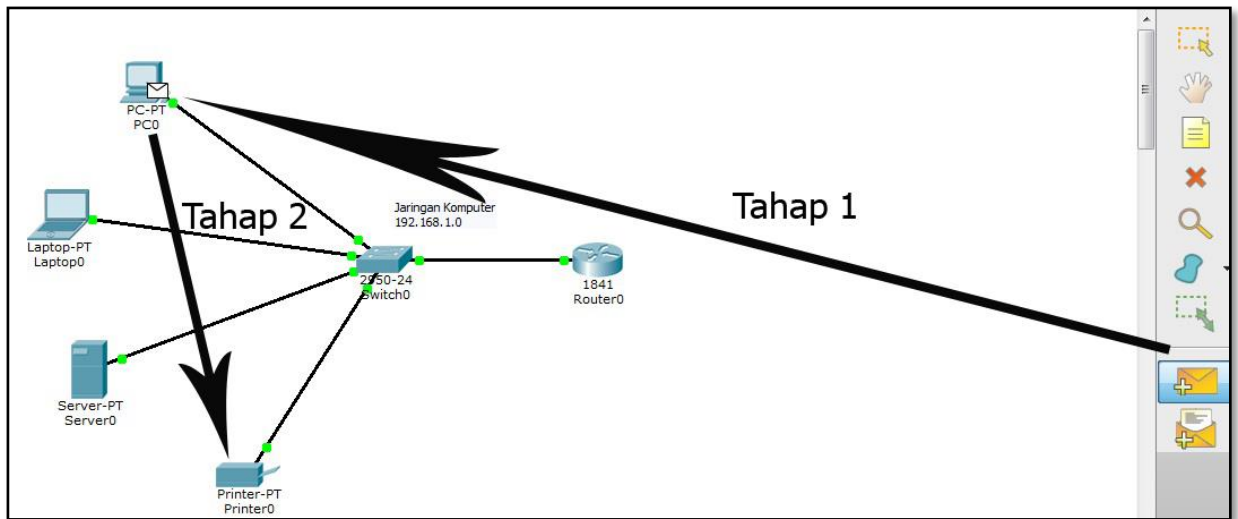 PC-PT
PC0
Tahap 1
Tahap 2
Jaringan Komputer
192.168.1.0
Laptop-PT
Laptop0
2950-24
Switch0
1841
Router0
Server-PT
Server0
Printer-PT
Printer0